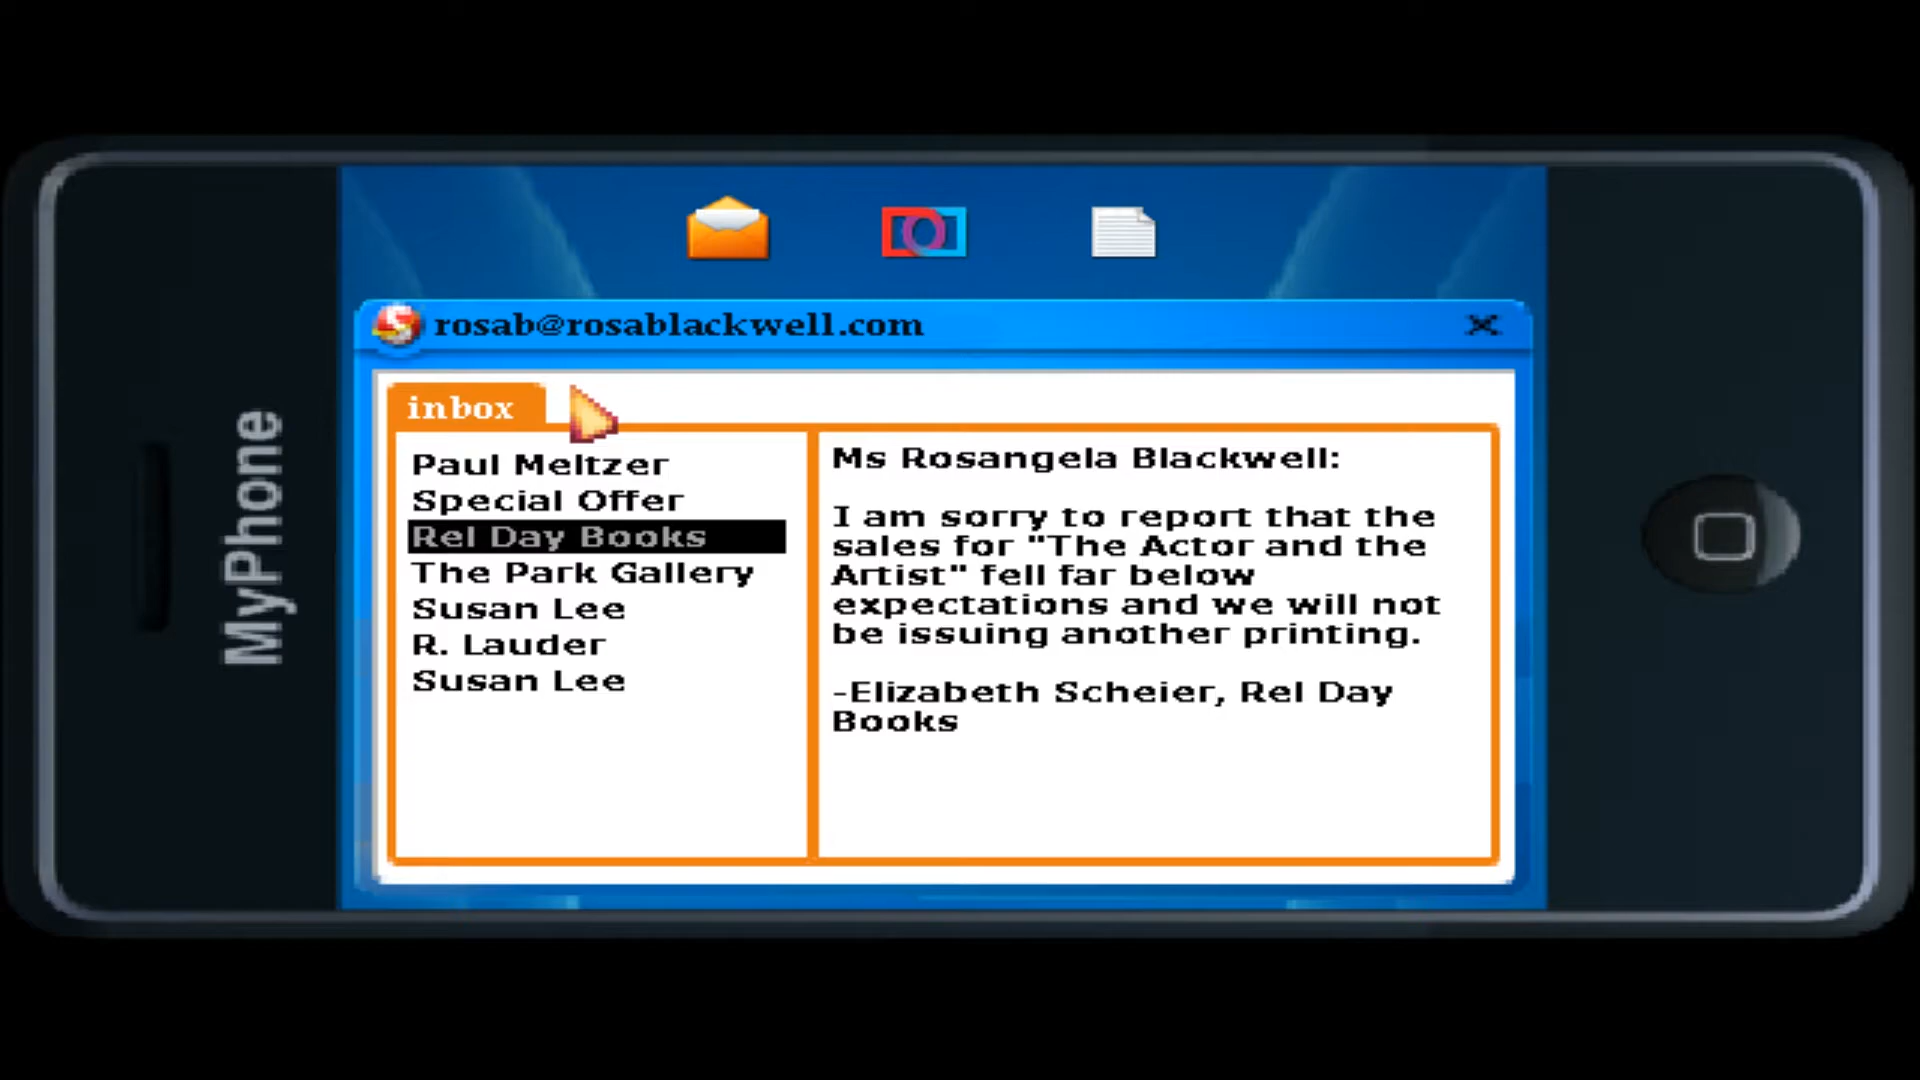 MyPhone
rosab@rosablackwell.com
inbox
Paul Meltzer
Special Offer
Rel Day Books
The Park Gallery
Susan Lee
R. Lauder
Susan Lee
Ms Rosangela Blackwell:
I am sorry to report that the
sales for "The Actor and the
Artist" fell far below
expectations and we will not
be issuing another printing.
-Elizabeth Scheier, Rel Day
Books